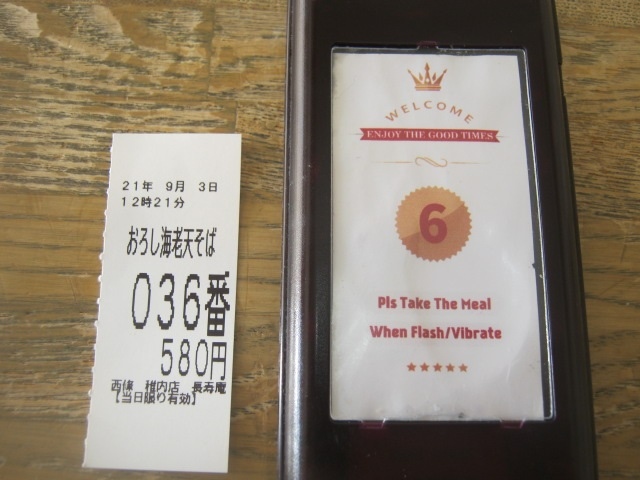 21年 9月 3日
12時21分
おろし海老天そば
036番
580円
西條 稚内店 長寿庵
【当日限り有効】
WELCOME
ENJOY THE GOOD TIMES
6
Pls Take The Meal
When Flash/Vibrate